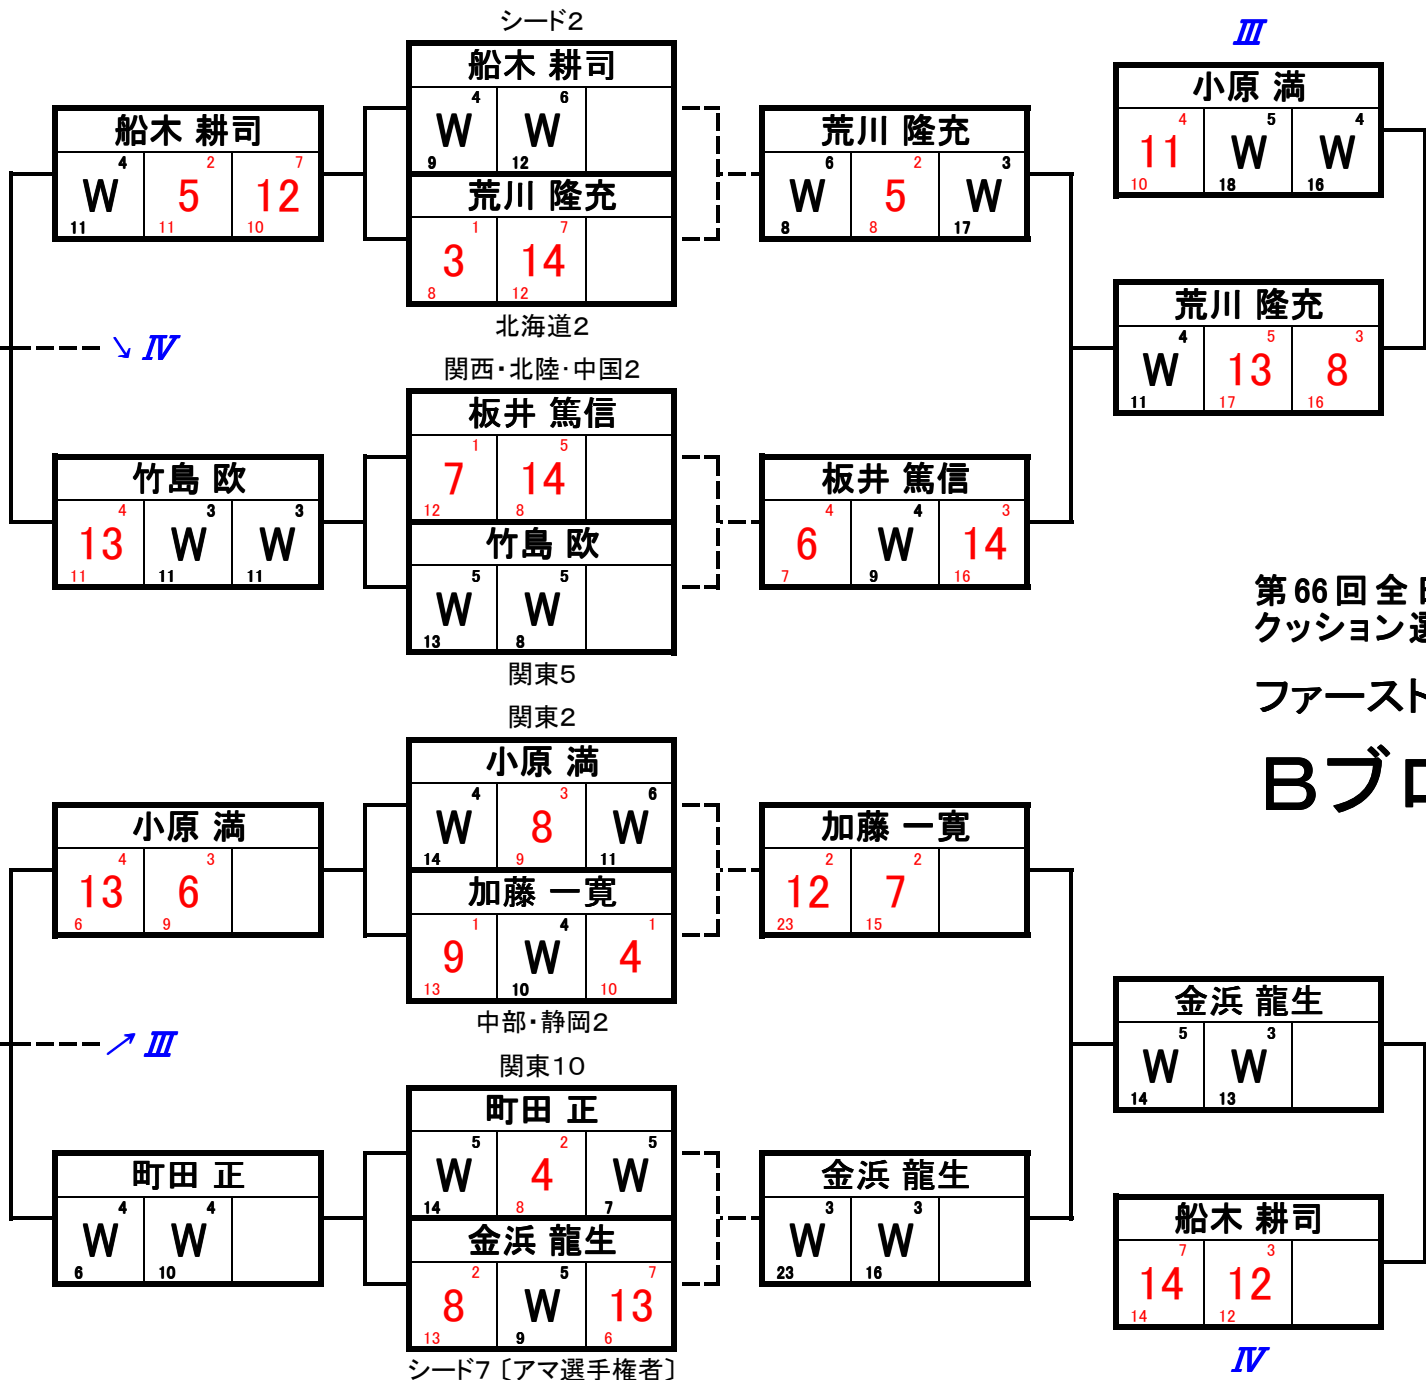 シード2
船木 耕司
4 6
W W
9 12
荒川 隆充
1 7
3 14
8 12
北海道2
船木 耕司
4 2 7
W 5 12
11 11 10
荒川 隆充
6 2 3
W 5 W
8 8 17
III
小原 満
4 5 4
11 W W
10 18 16
荒川 隆充
4 5 3
W 13 8
11 17 16
↘ IV
関西・北陸・中国2
板井 篤信
1 5
7 14
12 8
竹島 欧
5 5
W W
13 8
関東5
竹島 欧
4 3 3
13 W W
11 11 11
板井 篤信
4 4 3
6 W 14
7 9 16
第66回全
クッション
ファースト
Bブロ
関東2
小原 満
4 3 6
W 8 W
14 9 11
加藤 一寛
1 4 1
9 W 4
13 10 10
中部・静岡2
小原 満
4 3
13 6
6 9
加藤 一寛
2 2
12 7
23 15
↗ III
関東10
町田 正
5 2 5
W 4 W
14 8 7
金浜 龍生
2 5 7
8 W 13
13 9 6
シード7〔アマ選手権者〕
町田 正
4 4
W W
6 10
金浜 龍生
3 3
W W
23 16
金浜 龍生
5 3
W W
14 13
船木 耕司
7 3
14 12
14 12
IV